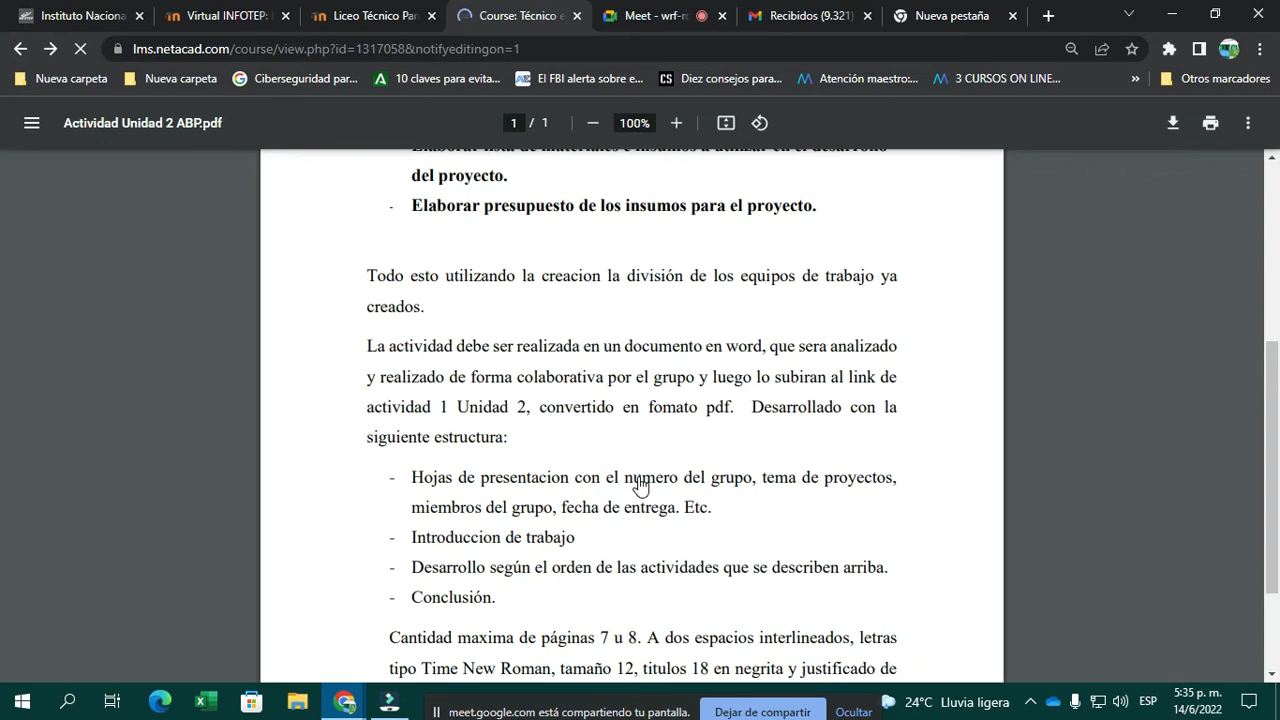 Instituto Naciona
Virtual INFOTEP:
Liceo Técnico Par
Course: Técnico e
Meet - wrf-ro
Recibidos (9.321)
Nueva pestaña
lms.netacad.com/course/view.php?id=1317058&notifyeditingon=1
Nueva carpeta
Nueva carpeta
Ciberseguridad par...
10 claves para evita...
El FBI alerta sobre e...
Diez consejos para...
Atención maestro:...
3 CURSOS ON LINE...
»
Otros marcadores
Actividad Unidad 2 ABP.pdf
1 / 1
100%
Elaborar lista de materiales e insumos a utilizar en el desarrollo
del proyecto.
- Elaborar presupuesto de los insumos para el proyecto.
Todo esto utilizando la creacion la división de los equipos de trabajo ya
creados.
La actividad debe ser realizada en un documento en word, que sera analizado
y realizado de forma colaborativa por el grupo y luego lo subiran al link de
actividad 1 Unidad 2, convertido en fomato pdf. Desarrollado con la
siguiente estructura:
- Hojas de presentacion con el numero del grupo, tema de proyectos,
miembros del grupo, fecha de entrega. Etc.
- Introduccion de trabajo
- Desarrollo según el orden de las actividades que se describen arriba.
- Conclusión.
Cantidad maxima de páginas 7 u 8. A dos espacios interlineados, letras
tipo Time New Roman, tamaño 12, titulos 18 en negrita y justificado de
meet.google.com está compartiendo tu pantalla.
Dejar de compartir
Ocultar
24°C Lluvia ligera
ESP
5:35 p. m.
14/6/2022